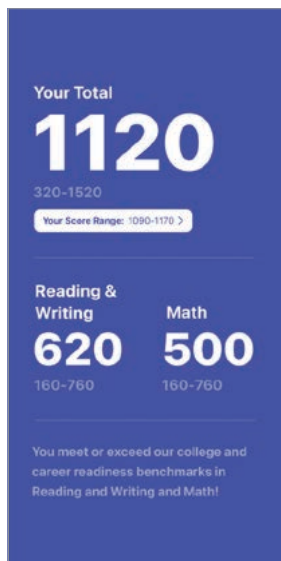 Your Total
1120
320-1520
Your Score Range: 1090-1170 >
Reading &
Writing
Math
620 500
160-760 160-760
You meet or exceed our college and
career readiness benchmarks in
Reading and Writing and Math!